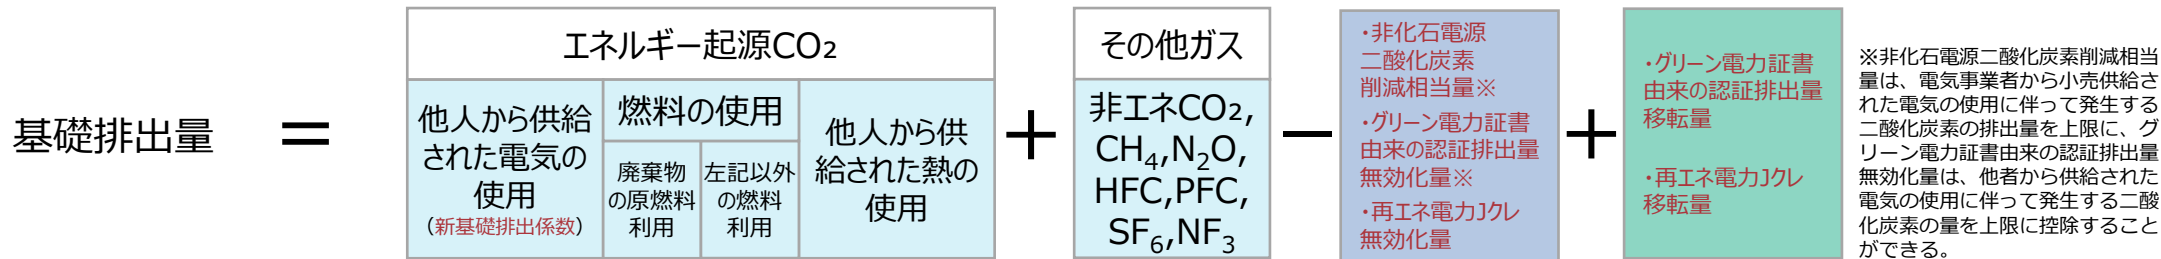 基礎排出量
＝
エネルギー起源CO₂
他人から供給
された電気の
使用
（新基礎排出係数）
燃料の使用
廃棄物
の原燃料
利用
左記以外
の燃料
利用
他人から供
給された熱の
使用
＋
その他ガス
非エネCO₂,
CH₄,N₂O,
HFC,PFC,
SF₆,NF₃
－
・非化石電源
二酸化炭素
削減相当量※
・グリーン電力証書
由来の認証排出量
無効化量※
・再エネ電力Jクレ
無効化量
＋
・グリーン電力証書
由来の認証排出量
移転量
・再エネ電力Jクレ
移転量
※非化石電源二酸化炭素削減相当
量は、電気事業者から小売供給さ
れた電気の使用に伴って発生する
二酸化炭素の排出量を上限に、グ
リーン電力証書由来の認証排出量
無効化量は、他者から供給された
電気の使用に伴って発生する二酸
化炭素の量を上限に控除すること
ができる。